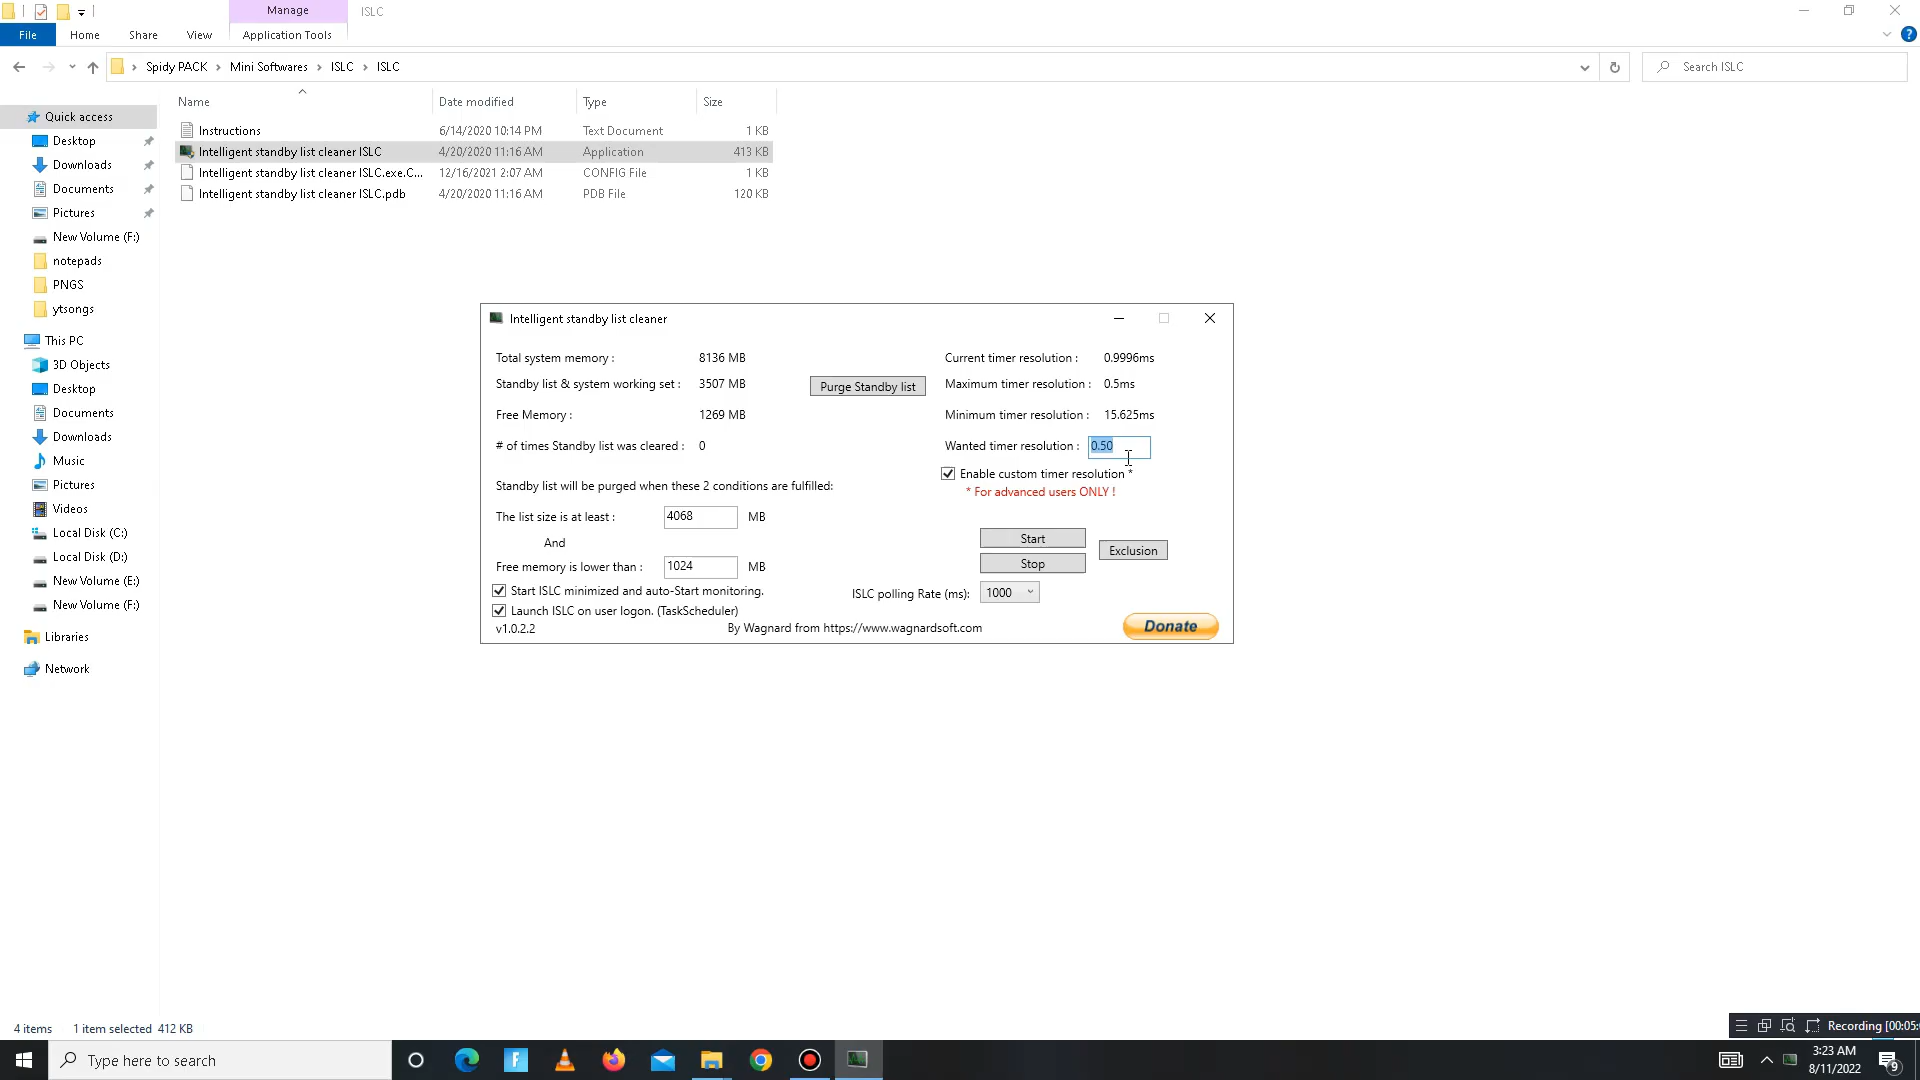 Manage
ISLC
File
Home
Share
View
Application Tools
Spidy PACK
Mini Softwares
ISLC
ISLC
Search ISLC
Name
Date modified
Type
Size
Instructions 6/14/2020 10:14 PM Text Document 1 KB
Intelligent standby list cleaner ISLC 4/20/2020 11:16 AM Application 413 KB
Intelligent standby list cleaner ISLC.exe.C... 12/16/2021 2:07 AM CONFIG File 1 KB
Intelligent standby list cleaner ISLC.pdb 4/20/2020 11:16 AM PDB File 120 KB
Quick access
Desktop
Downloads
Documents
Pictures
New Volume (F:)
notepads
PNGS
ytsongs
This PC
3D Objects
Desktop
Documents
Downloads
Music
Pictures
Videos
Local Disk (C:)
Local Disk (D:)
New Volume (E:)
New Volume (F:)
Libraries
Network
Intelligent standby list cleaner
Total system memory : 8136 MB
Standby list & system working set : 3507 MB
Free Memory : 1269 MB
# of times Standby list was cleared : 0
Purge Standby list
Current timer resolution : 0.9996ms
Maximum timer resolution : 0.5ms
Minimum timer resolution : 15.625ms
Wanted timer resolution : 0.50
Enable custom timer resolution *
* For advanced users ONLY !
Standby list will be purged when these 2 conditions are fulfilled:
The list size is at least : 4068 MB
And
Free memory is lower than : 1024 MB
Start
Stop
Exclusion
Start ISLC minimized and auto-Start monitoring.
Launch ISLC on user logon. (TaskScheduler)
ISLC polling Rate (ms): 1000
v1.0.2.2
By Wagnard from https://www.wagnardsoft.com
Donate
4 items
1 item selected 412 KB
Recording [00:05:
Type here to search
3:23 AM
8/11/2022
9